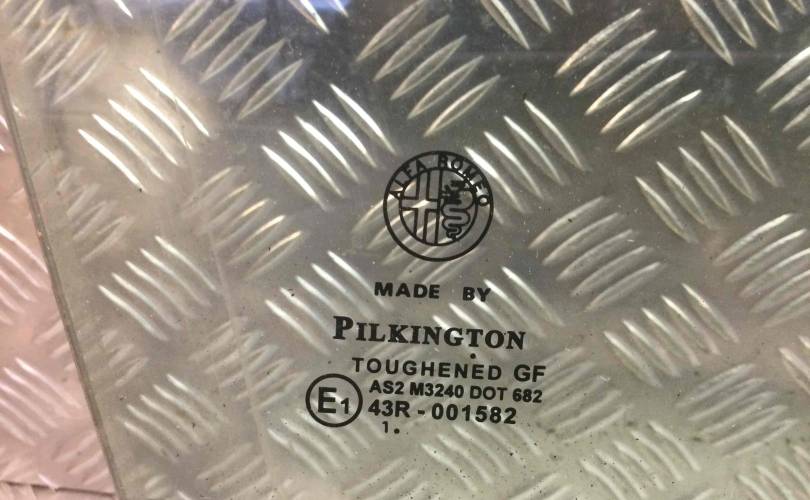 ALFA ROMEO
MADE BY
PILKINGTON
TOUGHENED GF
AS2 M3240 DOT 682
E1 43R - 001582
1.